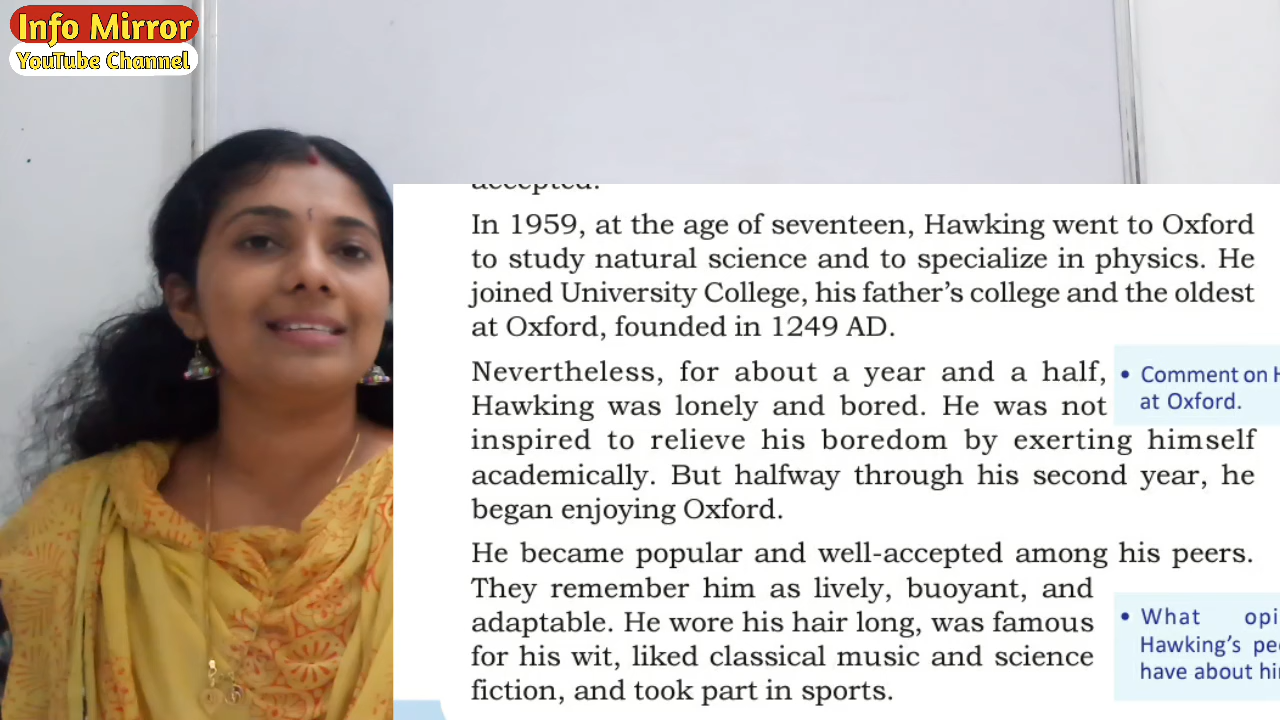 Info Mirror
YouTube Channel
accepted.
In 1959, at the age of seventeen, Hawking went to Oxford
to study natural science and to specialize in physics. He
joined University College, his father's college and the oldest
at Oxford, founded in 1249 AD.
Nevertheless, for about a year and a half,
Hawking was lonely and bored. He was not
inspired to relieve his boredom by exerting himself
academically. But halfway through his second year, he
began enjoying Oxford.
• Comment on H
at Oxford.
He became popular and well-accepted among his peers.
They remember him as lively, buoyant, and
adaptable. He wore his hair long, was famous
for his wit, liked classical music and science
fiction, and took part in sports.
• What opi
Hawking's pe
have about hi